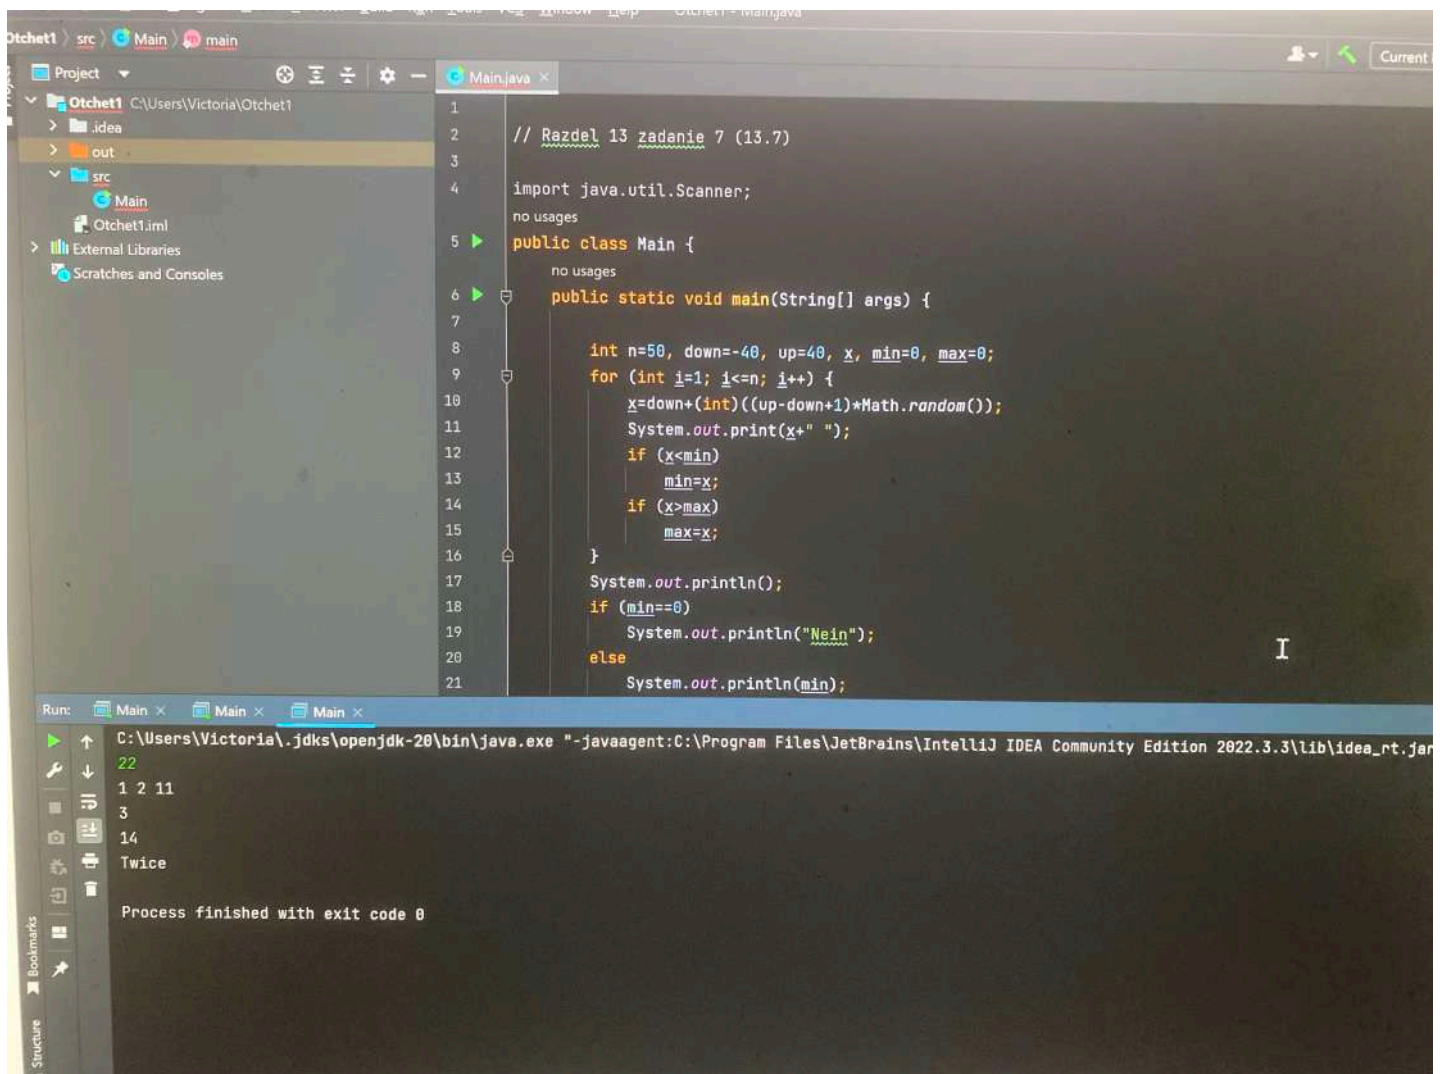 Otchet1 src Main main
Current
Project
Main.java
Otchet1 C:\Users\Victoria\Otchet1
.idea
out
src
Main
Otchet1.iml
External Libraries
Scratches and Consoles
1
2 // Razdel 13 zadanie 7 (13.7)
3
4 import java.util.Scanner;
no usages
5 public class Main {
no usages
6 public static void main(String[] args) {
7
8 int n=50, down=-40, up=40, x, min=0, max=0;
9 for (int i=1; i<=n; i++) {
10 x=down+(int)((up-down+1)*Math.random());
11 System.out.print(x+" ");
12 if (x<min)
13 min=x;
14 if (x>max)
15 max=x;
16 }
17 System.out.println();
18 if (min==0)
19 System.out.println("Nein");
20 else
21 System.out.println(min);
Run: Main Main Main
C:\Users\Victoria\.jdks\openjdk-20\bin\java.exe "-javaagent:C:\Program Files\JetBrains\IntelliJ IDEA Community Edition 2022.3.3\lib\idea_rt.jar
22
1 2 11
3
14
Twice
Process finished with exit code 0
Bookmarks
Structure